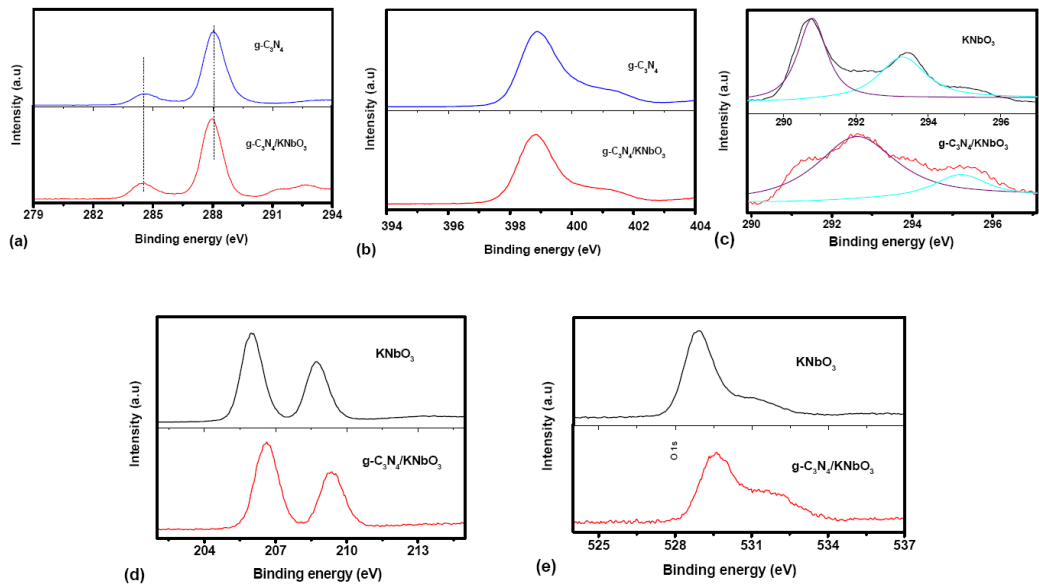 Intensity (a.u)
g-C₃N₄
g-C₃N₄/KNbO₃
279 282 285 288 291 294
Binding energy (eV)
(a)
Intensity (a.u)
g-C₃N₄
g-C₃N₄/KNbO₃
394 396 398 400 402 404
Binding energy (eV)
(b)
Intensity (a.u)
KNbO₃
290 292 294 296
g-C₃N₄/KNbO₃
290 292 294 296
Binding energy (eV)
(c)
Intensity (a.u)
KNbO₃
g-C₃N₄/KNbO₃
204 207 210 213
Binding energy (eV)
(d)
Intensity (a.u)
KNbO₃
O 1s
g-C₃N₄/KNbO₃
525 528 531 534 537
Binding energy (eV)
(e)